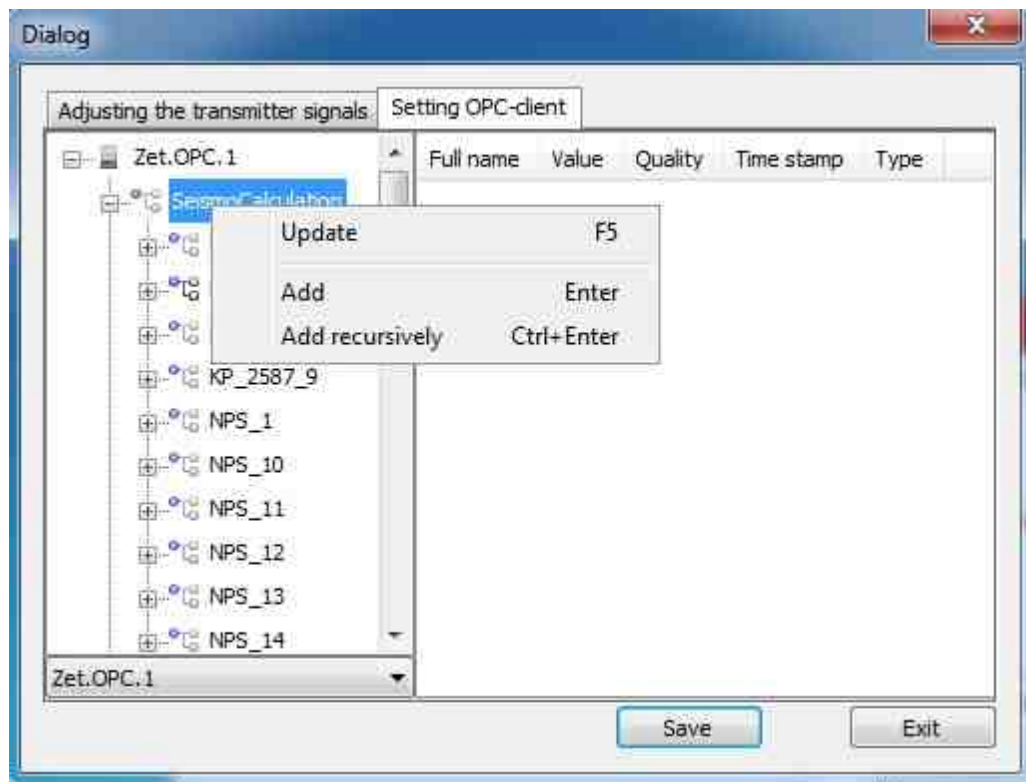 Dialog
Adjusting the transmitter signals Setting OPC-client
Zet.OPC.1
Full name Value Quality Time stamp Type
SeismoCalculation
Update F5
Add Enter
Add recursively Ctrl+Enter
KP_2587_9
NPS_1
NPS_10
NPS_11
NPS_12
NPS_13
NPS_14
Zet.OPC.1
Save Exit